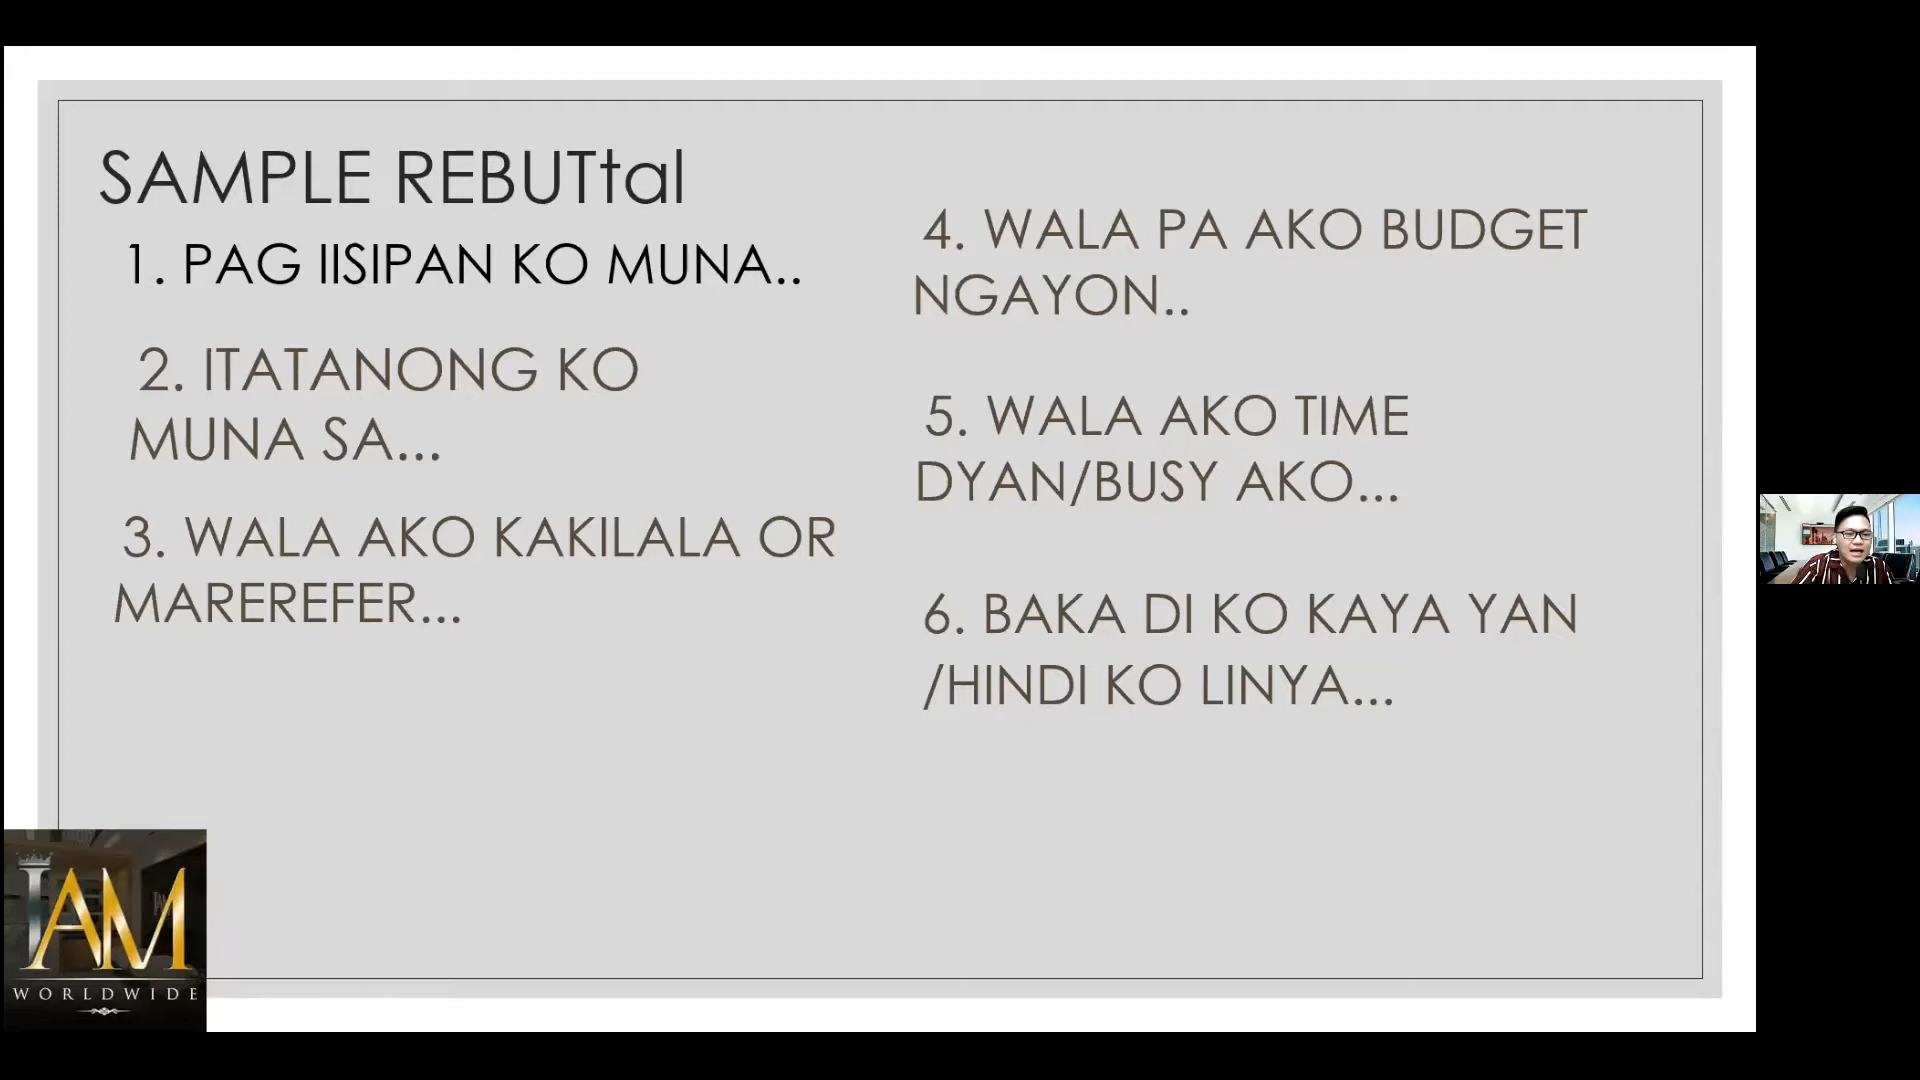 SAMPLE REBUTtal
1. PAG IISIPAN KO MUNA..
2. ITATANONG KO
MUNA SA...
3. WALA AKO KAKILALA OR
MAREREFER...
4. WALA PA AKO BUDGET
NGAYON..
5. WALA AKO TIME
DYAN/BUSY AKO...
6. BAKA DI KO KAYA YAN
/HINDI KO LINYA...
IAM
WORLDWIDE